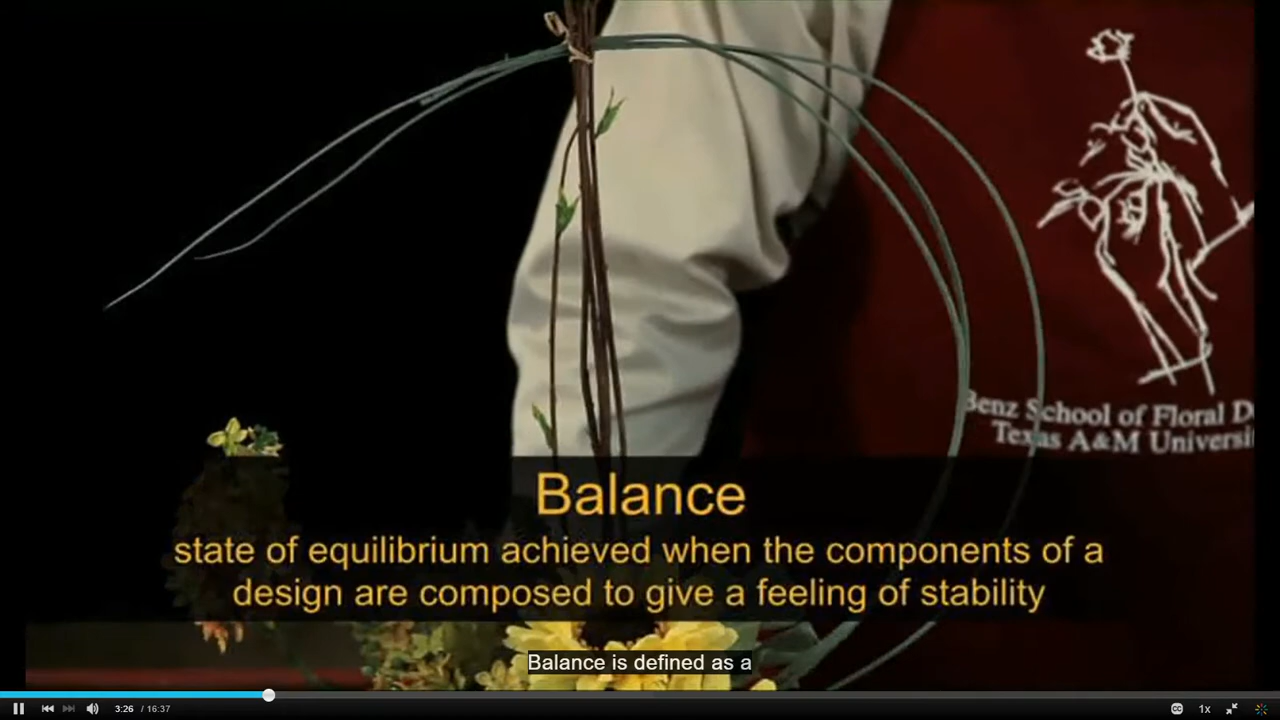 Benz School of Floral D
Texas A&M Universi
Balance
state of equilibrium achieved when the components of a
design are composed to give a feeling of stability
Balance is defined as a
3:26 / 16:37
CC
1x